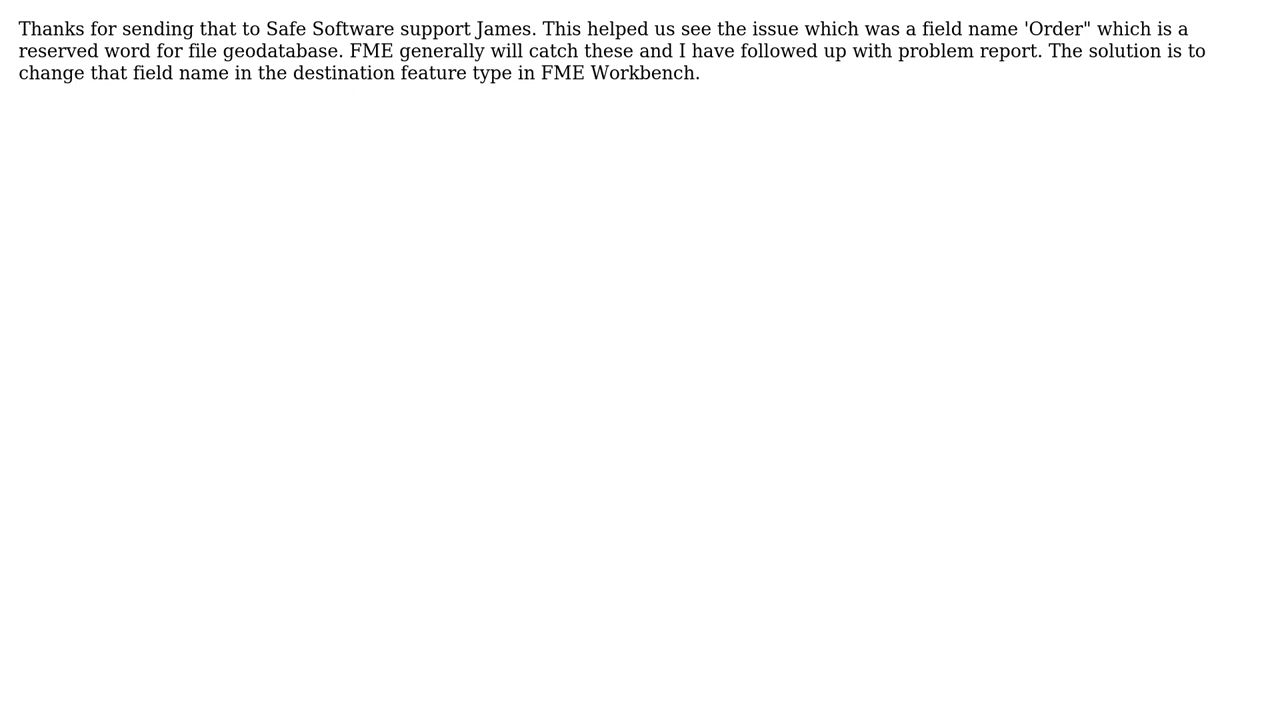 Thanks for sending that to Safe Software support James. This helped us see the issue which was a field name 'Order" which is a
reserved word for file geodatabase. FME generally will catch these and I have followed up with problem report. The solution is to
change that field name in the destination feature type in FME Workbench.